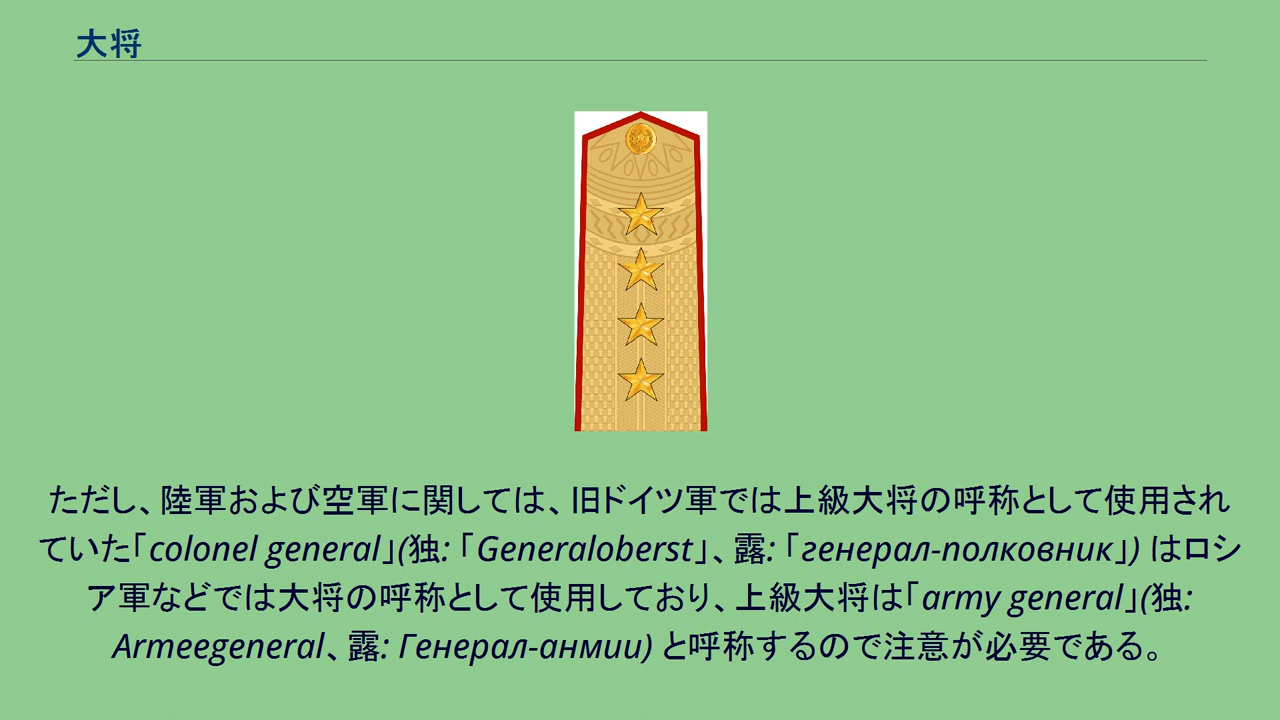 大将
ただし、陸軍および空軍に関しては、旧ドイツ軍では上級大将の呼称として使用され
ていた｢colonel general｣(独:｢Generaloberst｣、露:｢генерал-полковник｣) はロシ
ア軍などでは大将の呼称として使用しており、上級大将は｢army general｣(独:
Armeegeneral、露: Генерал-анмии) と呼称するので注意が必要である。